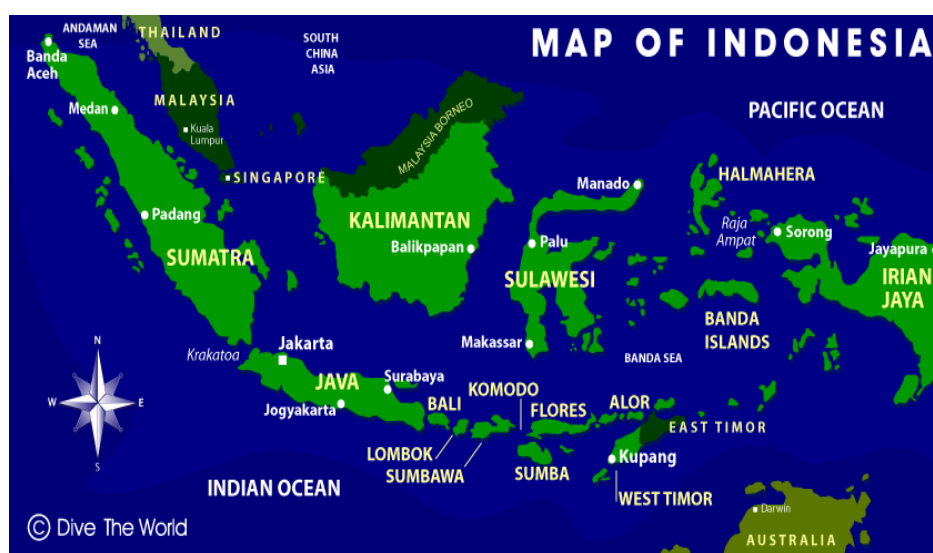 MAP OF INDONESIA
ANDAMAN
SEA
THAILAND
SOUTH
CHINA
ASIA
Banda
Aceh
PACIFIC OCEAN
Medan
MALAYSIA
MALAYSIA BORNEO
Kuala
Lumpur
SINGAPORE
HALMAHERA
Manado
Padang
KALIMANTAN
Raja
Ampat
Sorong
Balikpapan
Palu
Jayapura
SUMATRA
SULAWESI
IRIAN
JAYA
BANDA
ISLANDS
Krakatoa
Jakarta
Makassar
BANDA SEA
N
W
E
S
JAVA
Surabaya
KOMODO
Jogyakarta
BALI
FLORES
ALOR
EAST TIMOR
LOMBOK
SUMBAWA
SUMBA
Kupang
INDIAN OCEAN
WEST TIMOR
Darwin
AUSTRALIA
© Dive The World